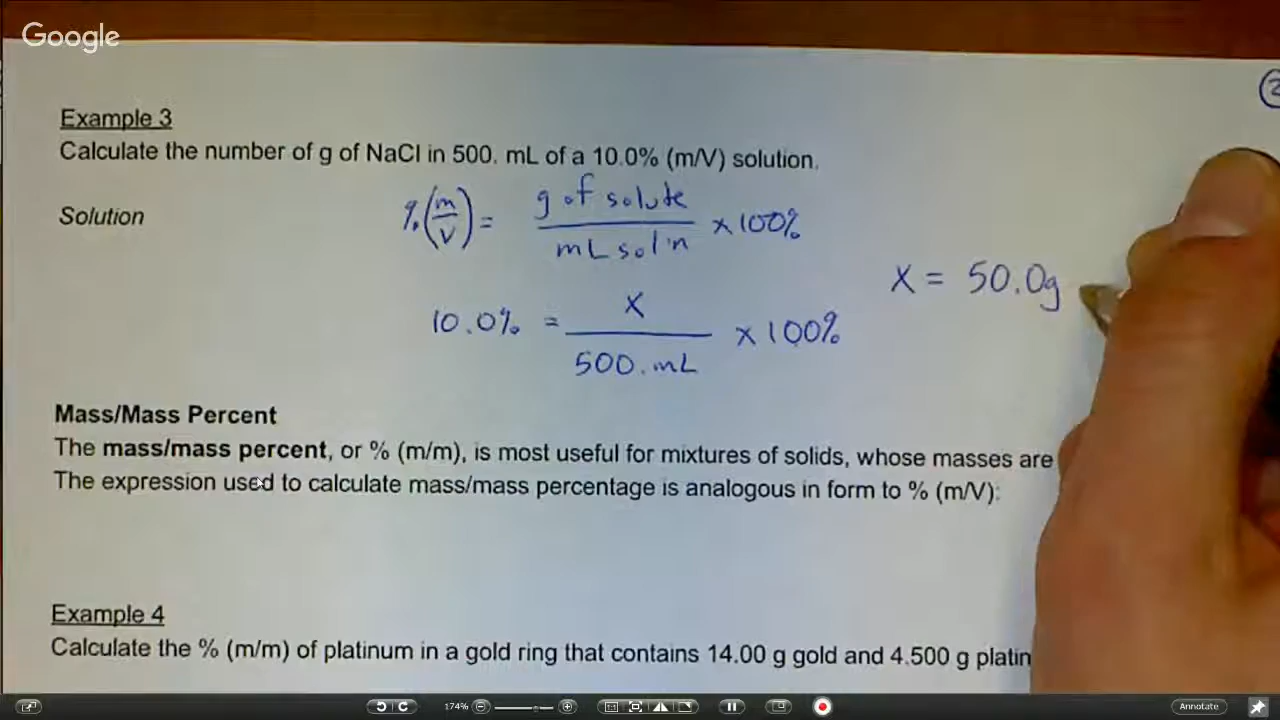 Google
Example 3
Calculate the number of g of NaCl in 500. mL of a 10.0% (m/V) solution.
Solution
%(m/V) = g of solute / mL sol'n × 100%
x = 50.0g
10.0% = x / 500. mL × 100%
Mass/Mass Percent
The mass/mass percent, or % (m/m), is most useful for mixtures of solids, whose masses are
The expression used to calculate mass/mass percentage is analogous in form to % (m/V):
Example 4
Calculate the % (m/m) of platinum in a gold ring that contains 14.00 g gold and 4.500 g
174%
Annotate